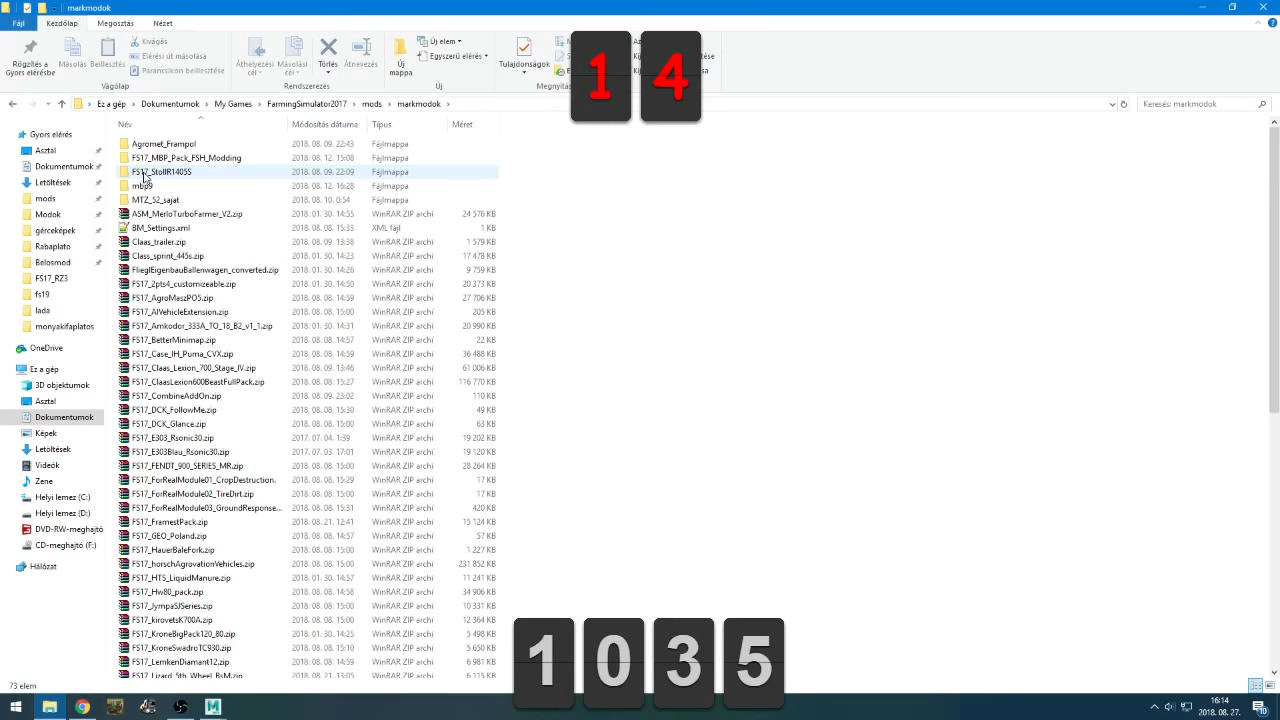 markmodok
Fájl Kezdőlap Megosztás Nézet
Rögzítés a Gyors elérésbe
Másolás
Beillesztés
Kivágás
Elérési út másolása
Parancsikon beillesztése
Vágólap
Áthelyezési cél
Másolási cél
Törlés
Átnevezés
Rendezés
Új mappa
Új elem
Egyszerű elérés
Új
Tulajdonságok
1 4
Ez a gép > Dokumentumok > My Games > FarmingSimulator2017 > mods > markmodok >
Keresés: markmodok
Név Módosítás dátuma Típus Méret
Gyors elérés
Asztal
Dokumentumok
Letöltések
mods
Modok
gérceképek
Rabaplato
Belosmod
FS17_RZ3
fs19
lada
monyakifaplatos
OneDrive
Ez a gép
3D objektumok
Asztal
Dokumentumok
Képek
Letöltések
Videók
Zene
Helyi lemez (C:)
Helyi lemez (D:)
DVD-RW-meghajtó
CD-meghajtó (F:)
Hálózat
Agromet_Frampol 2018. 08. 09. 22:43 Fájlmappa
FS17_MBP_Pack_FSH_Modding 2018. 08. 12. 15:08 Fájlmappa
FS17_StollR1405S 2018. 08. 09. 22:09 Fájlmappa
mbp9 2018. 08. 12. 16:28 Fájlmappa
MTZ_52_sajat 2018. 08. 10. 0:54 Fájlmappa
ASM_MerloTurboFarmer_V2.zip 2018. 01. 30. 14:55 WinRAR ZIP archí 24 576 KB
BM_Settings.xml 2018. 08. 08. 15:33 XML fájl 1 KB
Claas_trailer.zip 2018. 08. 09. 13:38 WinRAR ZIP archí 1 579 KB
Class_sprint_445s.zip 2018. 01. 30. 14:23 WinRAR ZIP archí 17 478 KB
FlieglEigenbauBallenwagen_converted.zip 2018. 01. 30. 14:26 WinRAR ZIP archí 9 759 KB
FS17_2pts4_customizeable.zip 2018. 01. 30. 14:50 WinRAR ZIP archí 20 373 KB
FS17_AgroMaszPO5.zip 2018. 08. 08. 14:59 WinRAR ZIP archí 27 706 KB
FS17_AIVehicleExtension.zip 2018. 08. 08. 15:00 WinRAR ZIP archí 205 KB
FS17_Amkodor_333A_TO_18_B2_v1_1.zip 2018. 01. 30. 14:31 WinRAR ZIP archí 20 990 KB
FS17_BetterMinimap.zip 2018. 08. 08. 14:57 WinRAR ZIP archí 22 KB
FS17_Case_IH_Puma_CVX.zip 2018. 08. 08. 14:59 WinRAR ZIP archí 36 488 KB
FS17_Claas_Lexion_700_Stage_IV.zip 2018. 08. 09. 13:46 WinRAR ZIP archí 61 006 KB
FS17_ClaasLexion600BeastFullPack.zip 2018. 08. 08. 15:27 WinRAR ZIP archí 116 770 KB
FS17_CombineAddOn.zip 2018. 08. 09. 23:02 WinRAR ZIP archí 110 KB
FS17_DCK_FollowMe.zip 2018. 08. 08. 15:30 WinRAR ZIP archí 49 KB
FS17_DCK_Glance.zip 2018. 08. 08. 15:00 WinRAR ZIP archí 63 KB
FS17_E303_Rsonic30.zip 2017. 07. 04. 1:39 WinRAR ZIP archí 19 202 KB
FS17_E303Blau_Rsonic30.zip 2017. 07. 03. 17:01 WinRAR ZIP archí 19 120 KB
FS17_FENDT_900_SERIES_MR.zip 2018. 08. 08. 15:00 WinRAR ZIP archí 28 264 KB
FS17_ForRealModule01_CropDestruction. 2018. 08. 08. 15:29 WinRAR ZIP archí 17 KB
FS17_ForRealModule02_TireDirt.zip 2018. 08. 08. 15:00 WinRAR ZIP archí 17 KB
FS17_ForRealModule03_GroundResponse... 2018. 08. 08. 15:31 WinRAR ZIP archí 420 KB
FS17_FramestPack.zip 2018. 08. 21. 12:41 WinRAR ZIP archí 15 124 KB
FS17_GEO_Poland.zip 2018. 08. 08. 14:57 WinRAR ZIP archí 57 KB
FS17_HauerBaleFork.zip 2018. 08. 08. 15:00 WinRAR ZIP archí 1 227 KB
FS17_horschAgrovationVehicles.zip 2018. 08. 08. 15:00 WinRAR ZIP archí 231 852 KB
FS17_HTS_LiquidManure.zip 2018. 01. 30. 14:57 WinRAR ZIP archí 11 241 KB
FS17_Hw80_pack.zip 2018. 08. 08. 14:58 WinRAR ZIP archí 34 906 KB
FS17_JympaSJSeries.zip 2018. 08. 08. 15:00 WinRAR ZIP archí 10 331 KB
FS17_kirovetsK700A.zip 2018. 08. 08. 15:00 WinRAR ZIP archí 12 364 KB
FS17_KroneBigPack120_80.zip 2018. 01. 30. 14:25 WinRAR ZIP archí 5 498 KB
FS17_KroneSwadroTC930.zip 2018. 08. 08. 15:10 WinRAR ZIP archí 5 650 KB
FS17_LemkenDiamant12.zip 2018. 08. 08. 14:59 WinRAR ZIP archí 6 981 KB
FS17_Lizard_5th_Wheel_BsM.zip 2018. 08. 21. 13:05 WinRAR ZIP archí 6 115 KB
1 0 3 5
73 elem
16:14
2018. 08. 27.
10